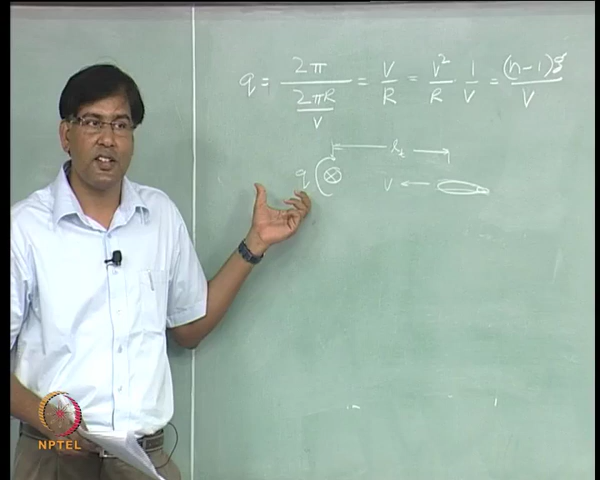 q = 2π / (2πR / V) = V/R = V²/R · 1/V = (n-1)g/V
l_t
q ⊗ V ←
NPTEL